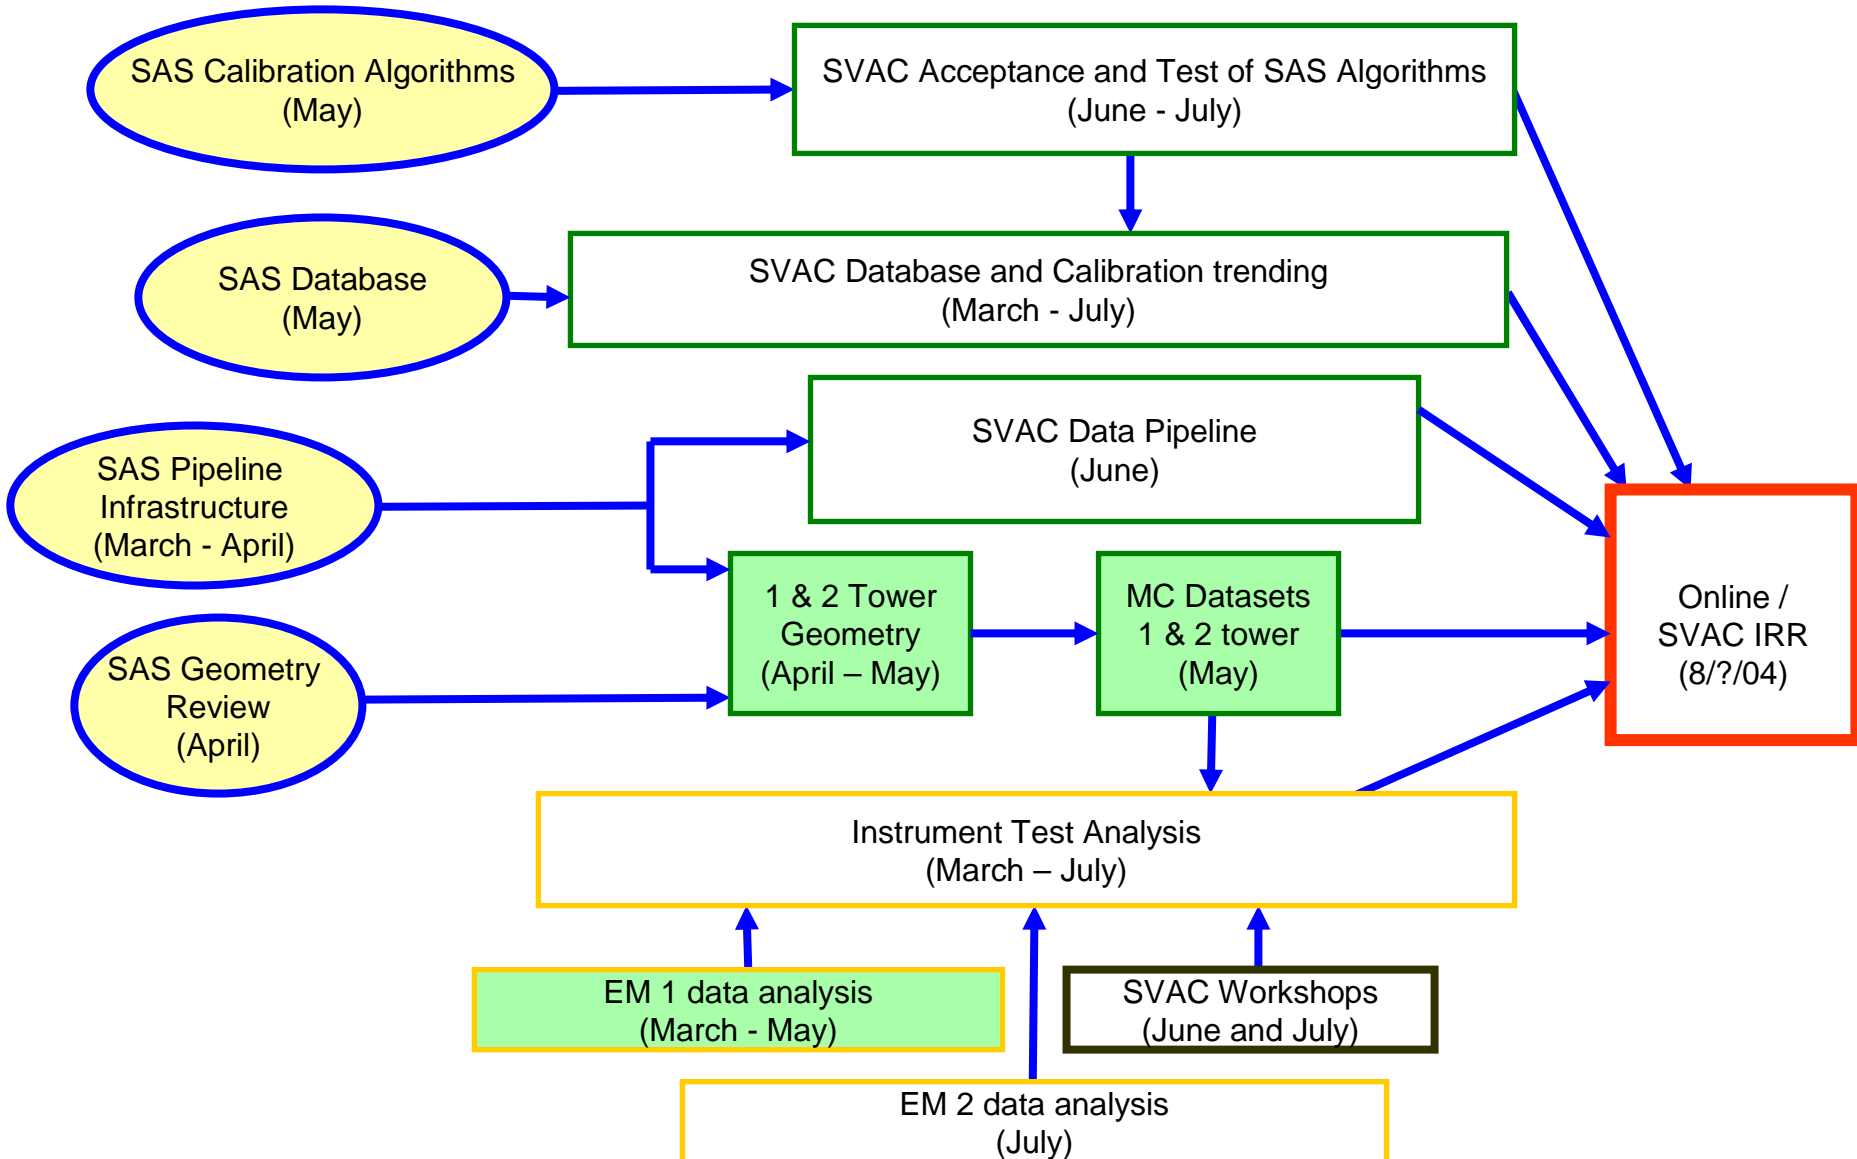 SAS Calibration Algorithms
(May)
SVAC Acceptance and Test of SAS Algorithms
(June - July)
SAS Database
(May)
SVAC Database and Calibration trending
(March - July)
SVAC Data Pipeline
(June)
SAS Pipeline
Infrastructure
(March - April)
1 & 2 Tower
Geometry
(April – May)
MC Datasets
1 & 2 tower
(May)
Online /
SVAC IRR
(8/?/04)
SAS Geometry
Review
(April)
Instrument Test Analysis
(March – July)
EM 1 data analysis
(March - May)
SVAC Workshops
(June and July)
EM 2 data analysis
(July)